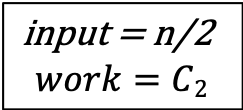 input = n/2
work = C₂